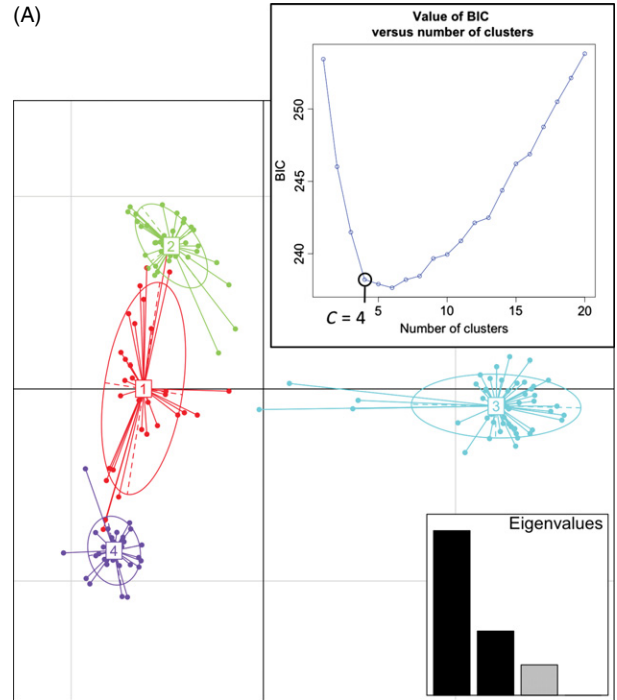 (A)
Value of BIC
versus number of clusters
BIC
250
245
240
5
10
15
20
C = 4
Number of clusters
2
1
3
4
Eigenvalues